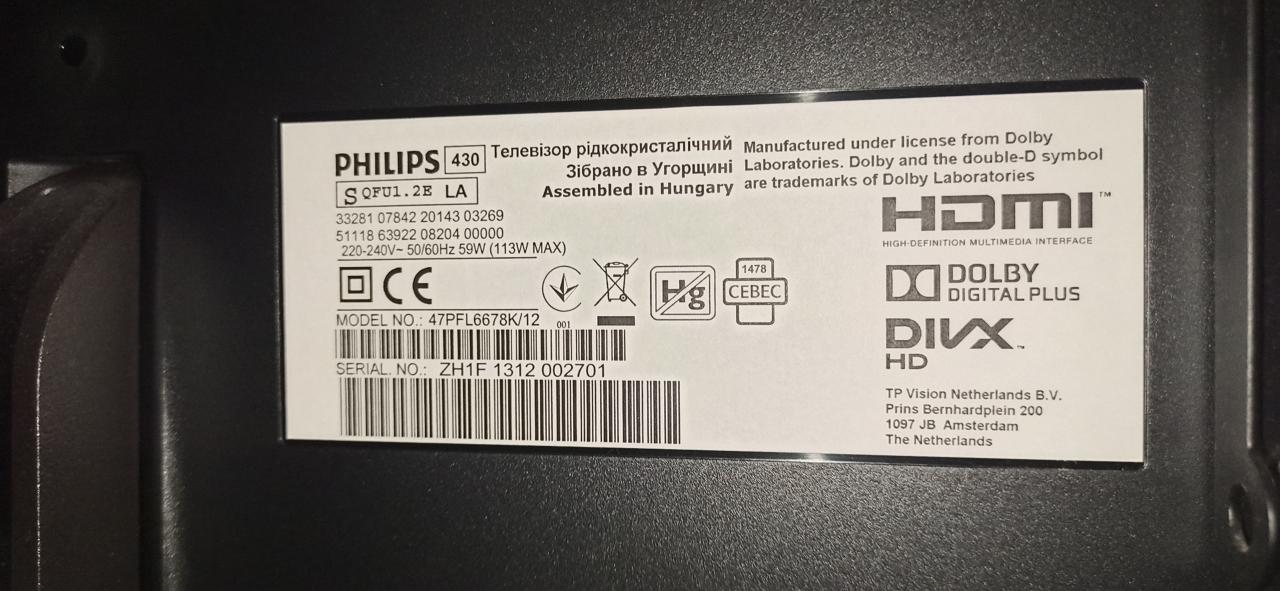 PHILIPS 430
S QFU1.2E LA
Телевізор рідкокристалічний
Зібрано в Угорщині
Assembled in Hungary
Manufactured under license from Dolby
Laboratories. Dolby and the double-D symbol
are trademarks of Dolby Laboratories
33281 07842 20143 03269
51118 63922 08204 00000
220-240V~ 50/60Hz 59W (113W MAX)
CE
Hg
1478
CEBEC
MODEL NO.: 47PFL6678K/12
001
SERIAL. NO.: ZH1F 1312 002701
HDMI™
HIGH-DEFINITION MULTIMEDIA INTERFACE
DOLBY
DIGITAL PLUS
DIVX™
HD
TP Vision Netherlands B.V.
Prins Bernhardplein 200
1097 JB Amsterdam
The Netherlands